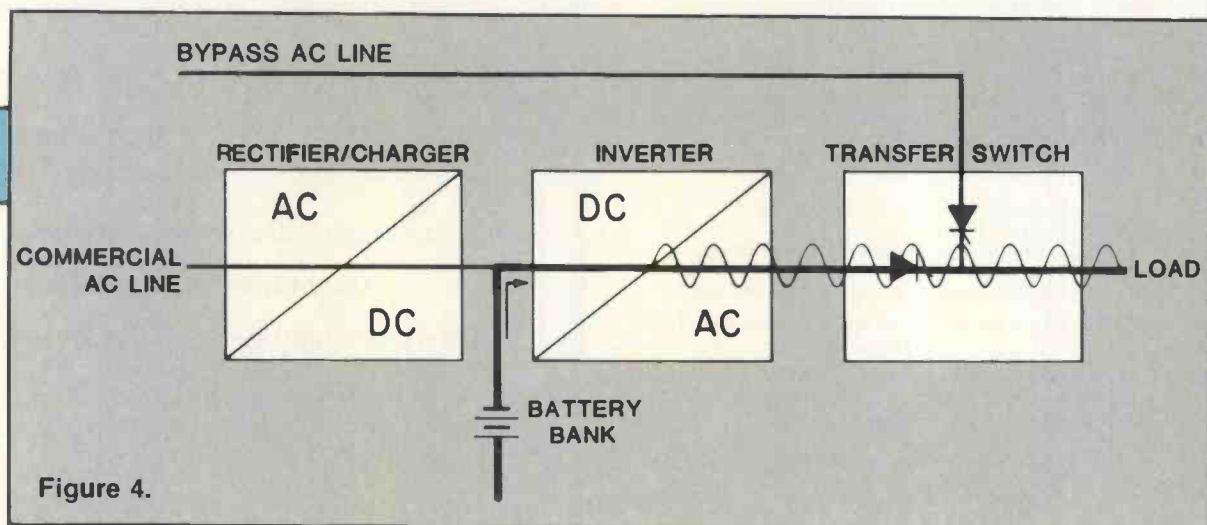 BYPASS AC LINE
RECTIFIER/CHARGER
INVERTER
TRANSFER SWITCH
AC
DC
DC
AC
COMMERCIAL
AC LINE
LOAD
BATTERY
BANK
Figure 4.